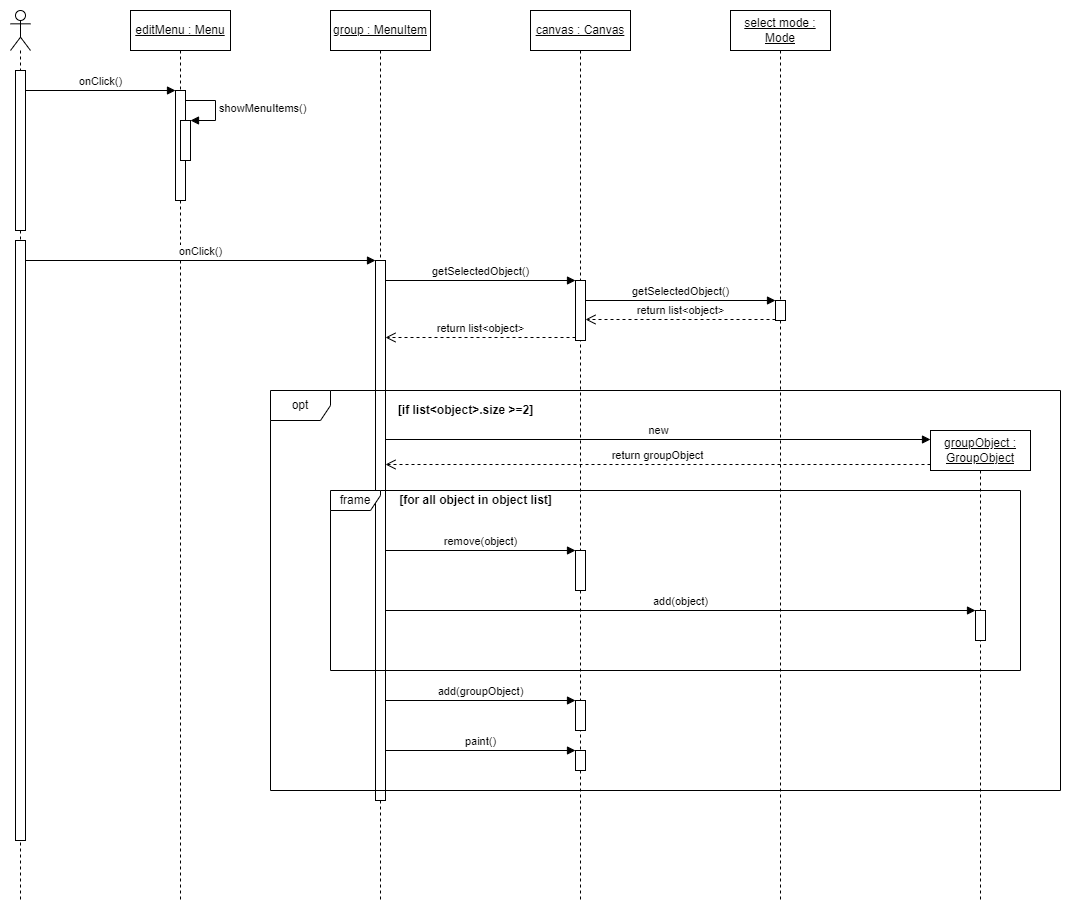 editMenu : Menu
group : MenuItem
canvas : Canvas
select mode :
Mode
onClick()
showMenuItems()
onClick()
getSelectedObject()
getSelectedObject()
return list<object>
return list<object>
opt
[if list<object>.size >=2]
new
groupObject :
GroupObject
return groupObject
frame
[for all object in object list]
remove(object)
add(object)
add(groupObject)
paint()